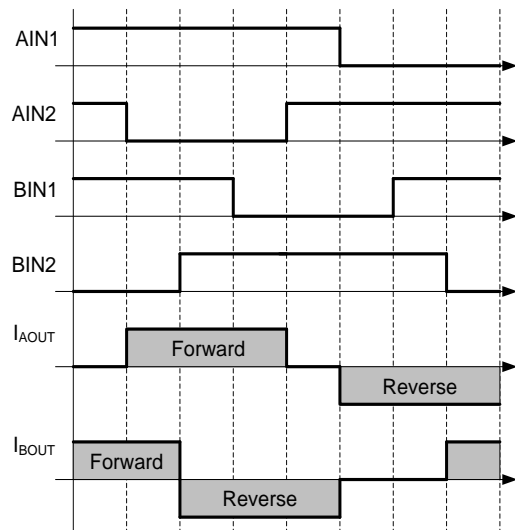 AIN1
AIN2
BIN1
BIN2
IAOUT
Forward
Reverse
IBOUT
Forward
Reverse